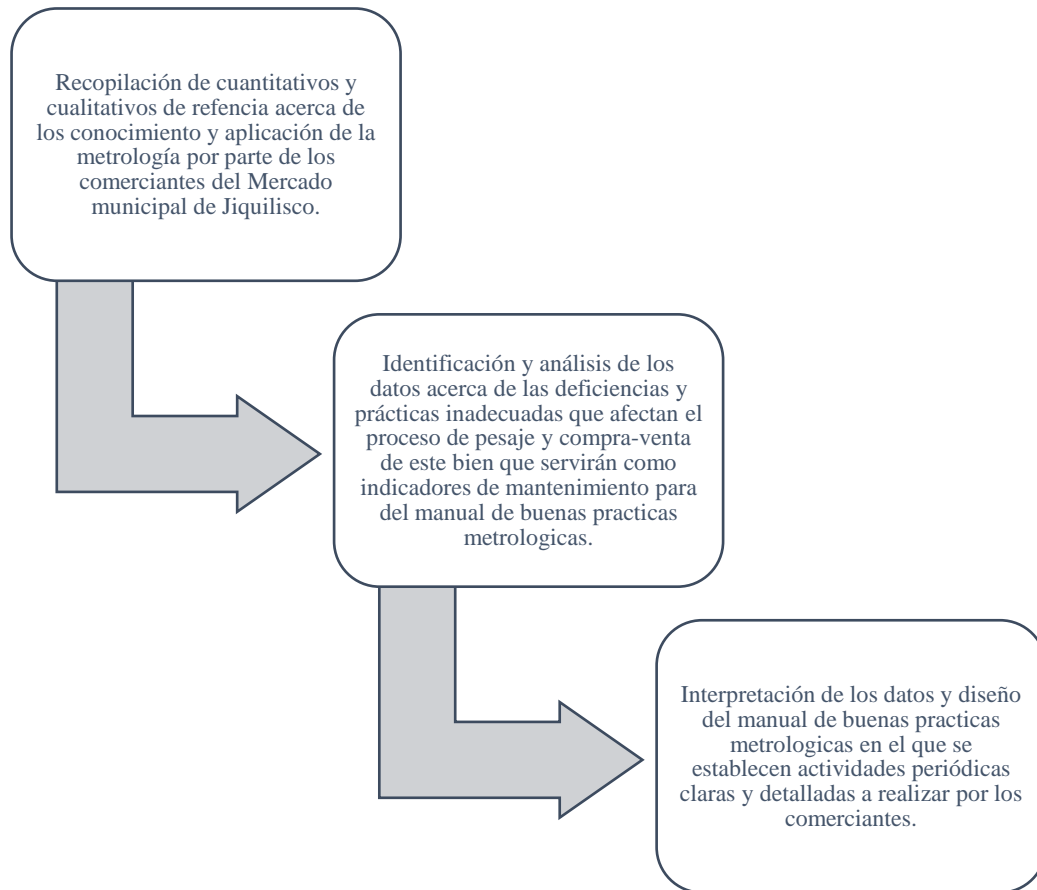 Recopilación de cuantitativos y
cualitativos de refencia acerca de
los conocimiento y aplicación de la
metrología por parte de los
comerciantes del Mercado
municipal de Jiquilisco.
Identificación y análisis de los
datos acerca de las deficiencias y
prácticas inadecuadas que afectan el
proceso de pesaje y compra-venta
de este bien que servirán como
indicadores de mantenimiento para
del manual de buenas practicas
metrologicas.
Interpretación de los datos y diseño
del manual de buenas practicas
metrologicas en el que se
establecen actividades periódicas
claras y detalladas a realizar por los
comerciantes.